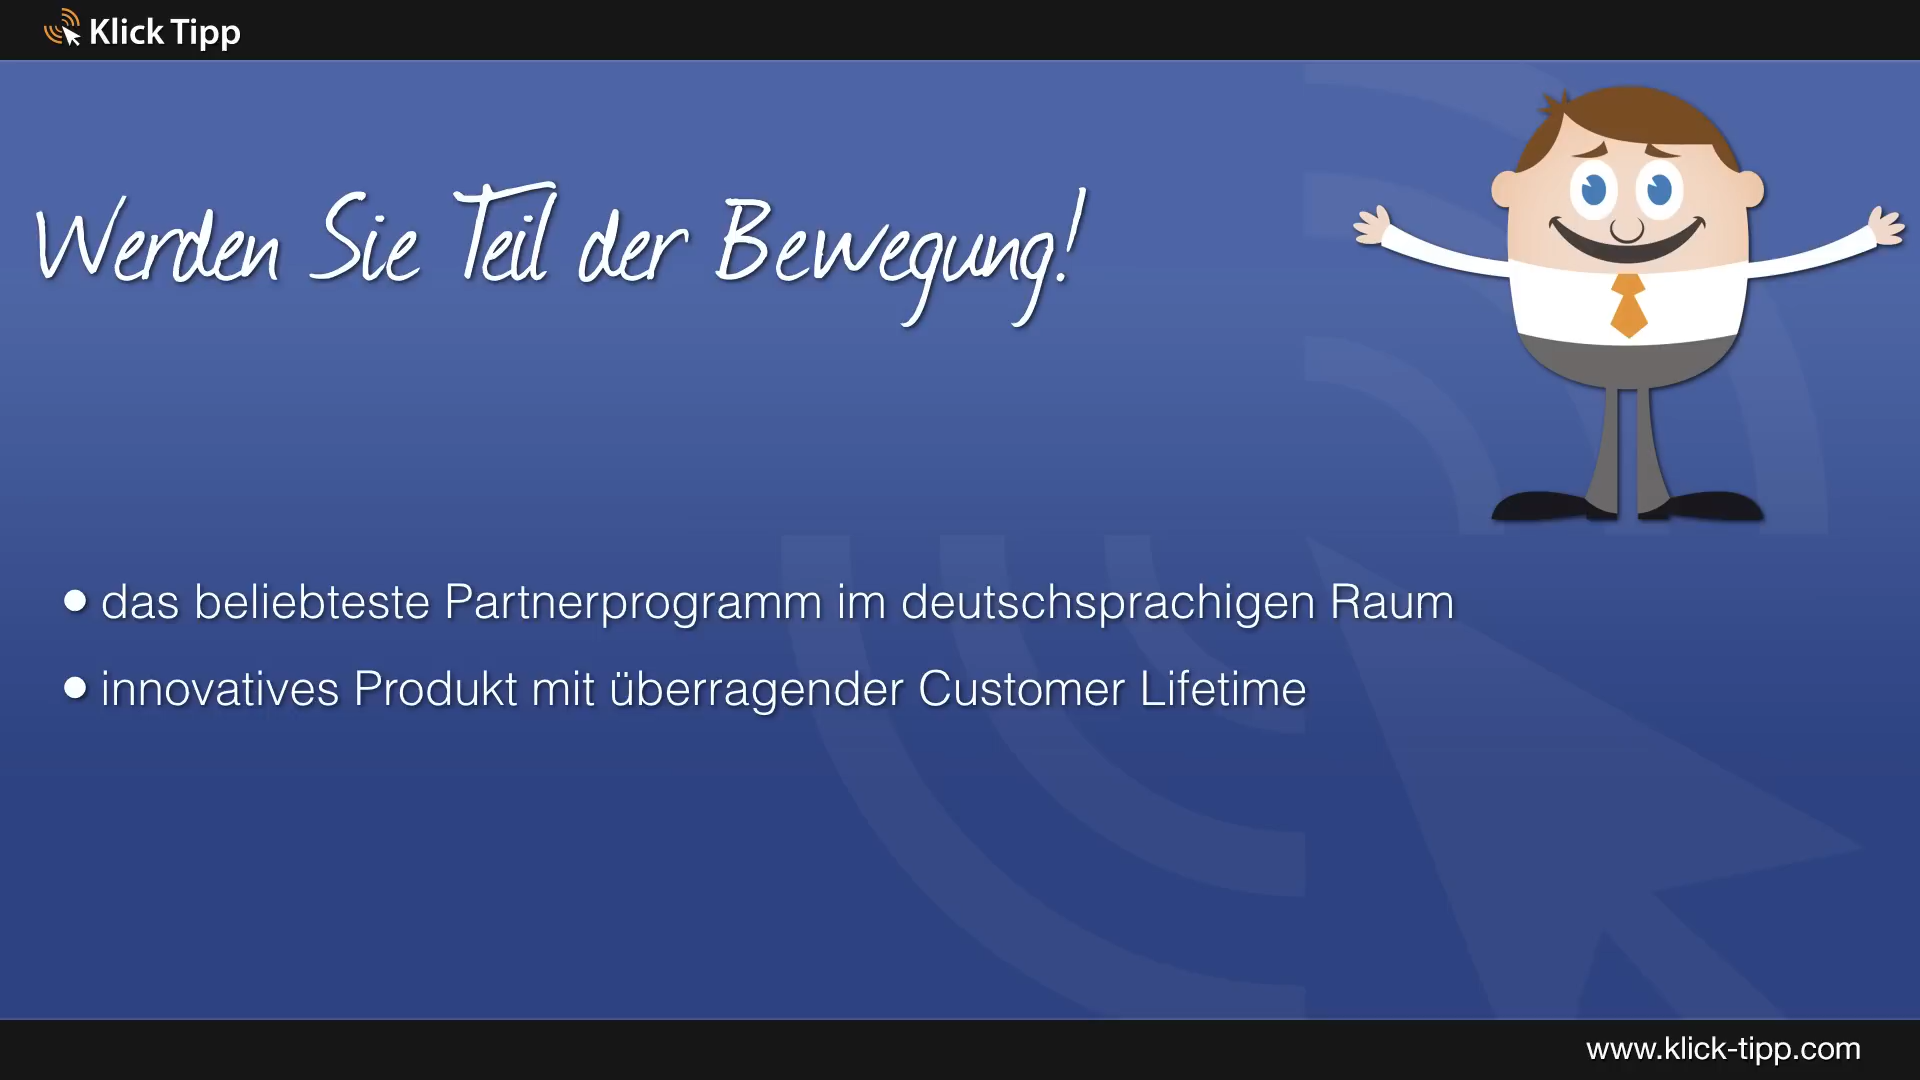 Klick Tipp
Werden Sie Teil der Bewegung!
• das beliebteste Partnerprogramm im deutschsprachigen Raum
• innovatives Produkt mit überragender Customer Lifetime
www.klick-tipp.com